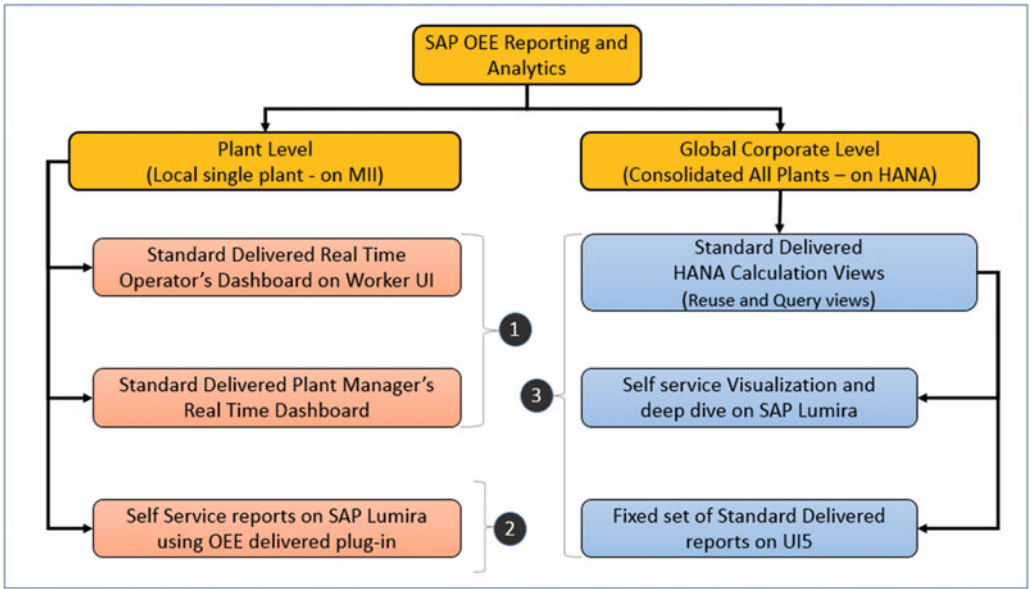 SAP OEE Reporting and
Analytics
Plant Level
(Local single plant - on MII)
Global Corporate Level
(Consolidated All Plants – on HANA)
Standard Delivered Real Time
Operator's Dashboard on Worker UI
Standard Delivered
HANA Calculation Views
(Reuse and Query views)
1
Standard Delivered Plant Manager's
Real Time Dashboard
3
Self service Visualization and
deep dive on SAP Lumira
Self Service reports on SAP Lumira
using OEE delivered plug-in
2
Fixed set of Standard Delivered
reports on UI5